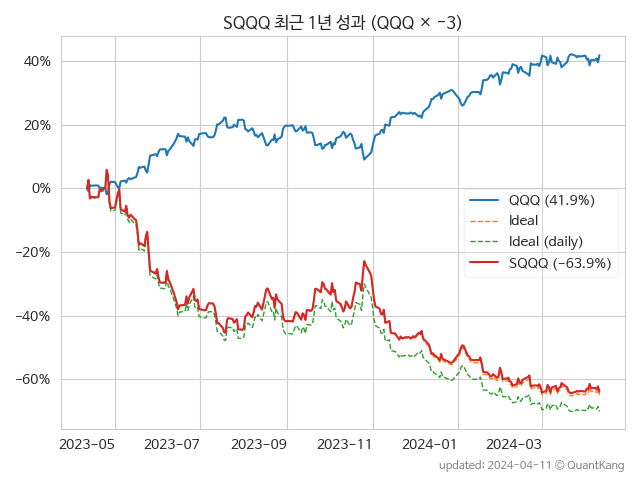 SQQQ 최근 1년 성과 (QQQ × −3)
40%
20%
0%
−20%
−40%
−60%
QQQ (41.9%)
Ideal
Ideal (daily)
SQQQ (−63.9%)
2023−05 2023−07 2023−09 2023−11 2024−01 2024−03
updated: 2024−04−11 © QuantKang